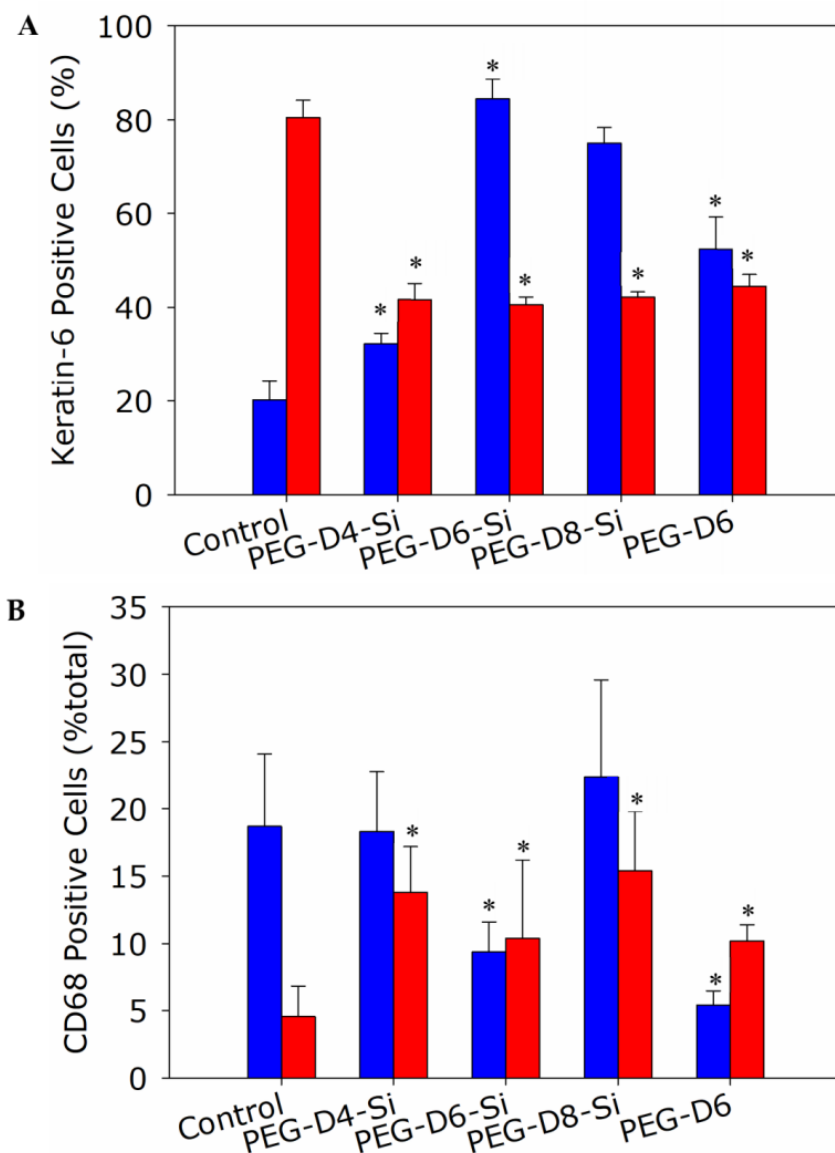 A
Keratin-6 Positive Cells (%)
100
80
60
40
20
0
*
*
*
*
*
*
*
Control
PEG-D4-Si
PEG-D6-Si
PEG-D8-Si
PEG-D6
B
CD68 Positive Cells (%total)
35
30
25
20
15
10
5
0
*
*
*
*
*
*
Control
PEG-D4-Si
PEG-D6-Si
PEG-D8-Si
PEG-D6